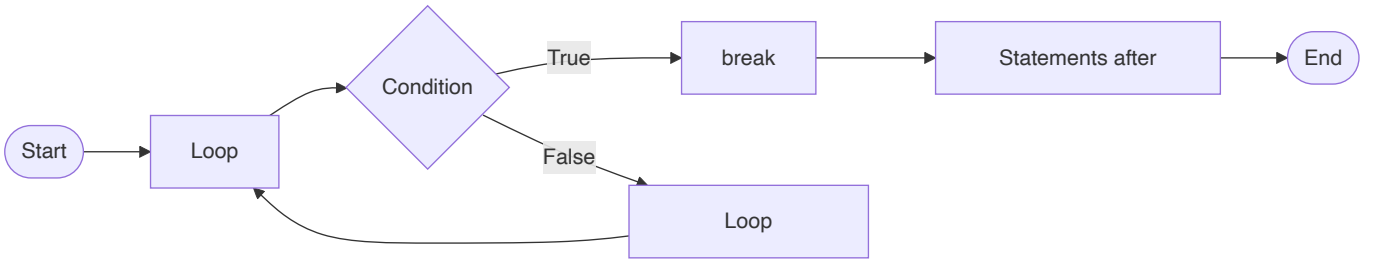 Start
Loop
Condition
True
break
Statements after
End
False
Loop